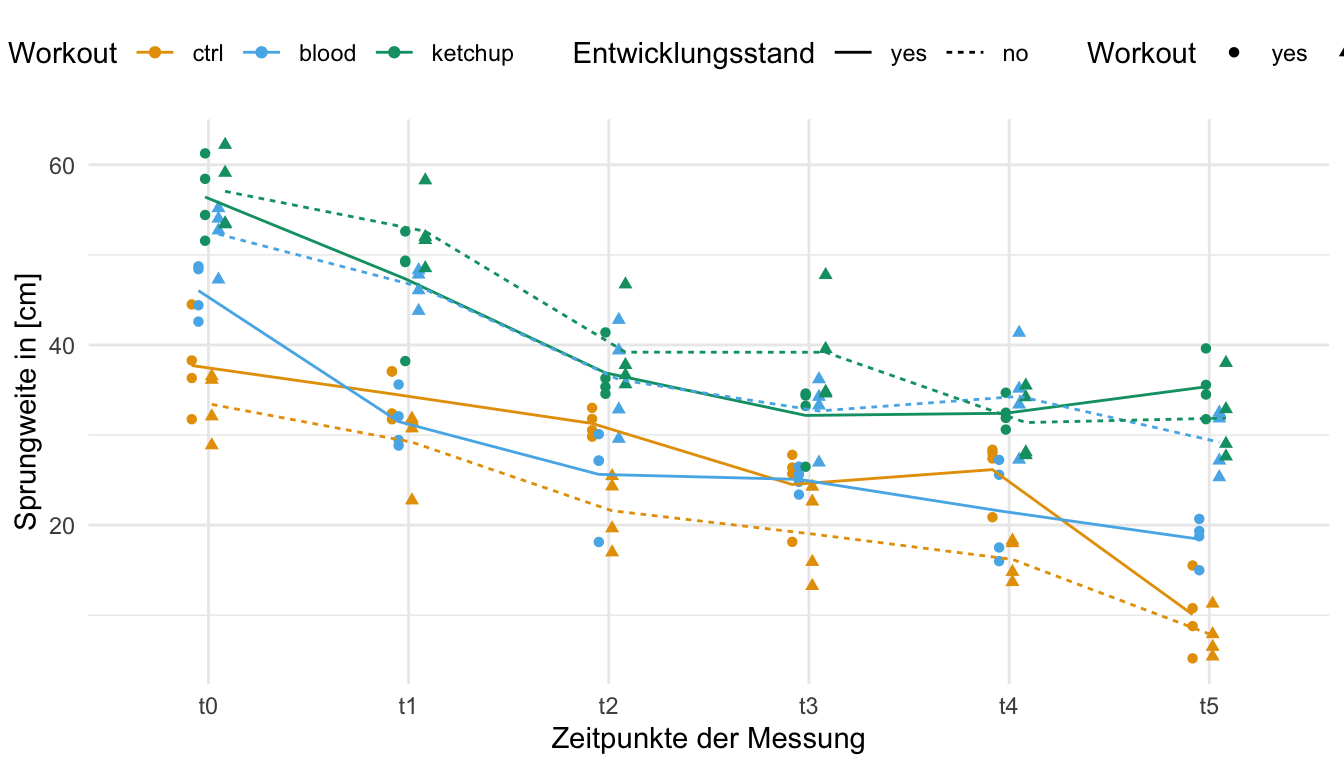 Workout ctrl blood ketchup Entwicklungsstand yes no Workout yes
60
40
20
Sprungweite in [cm]
t0 t1 t2 t3 t4 t5
Zeitpunkte der Messung